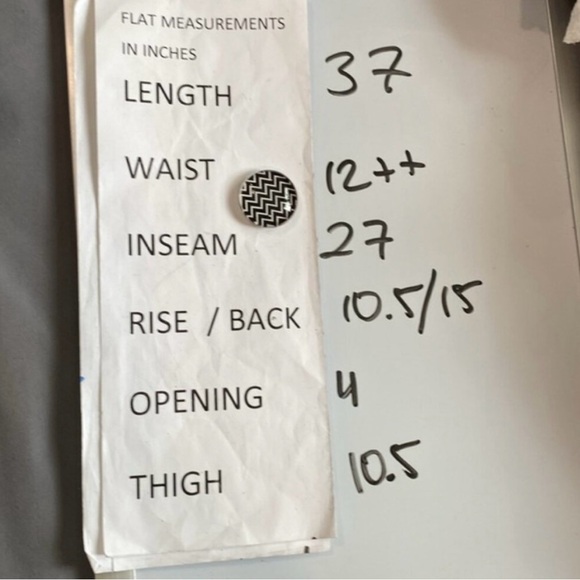 FLAT MEASUREMENTS
IN INCHES
LENGTH 37
WAIST 12++
INSEAM 27
RISE / BACK 10.5/15
OPENING 4
THIGH 10.5